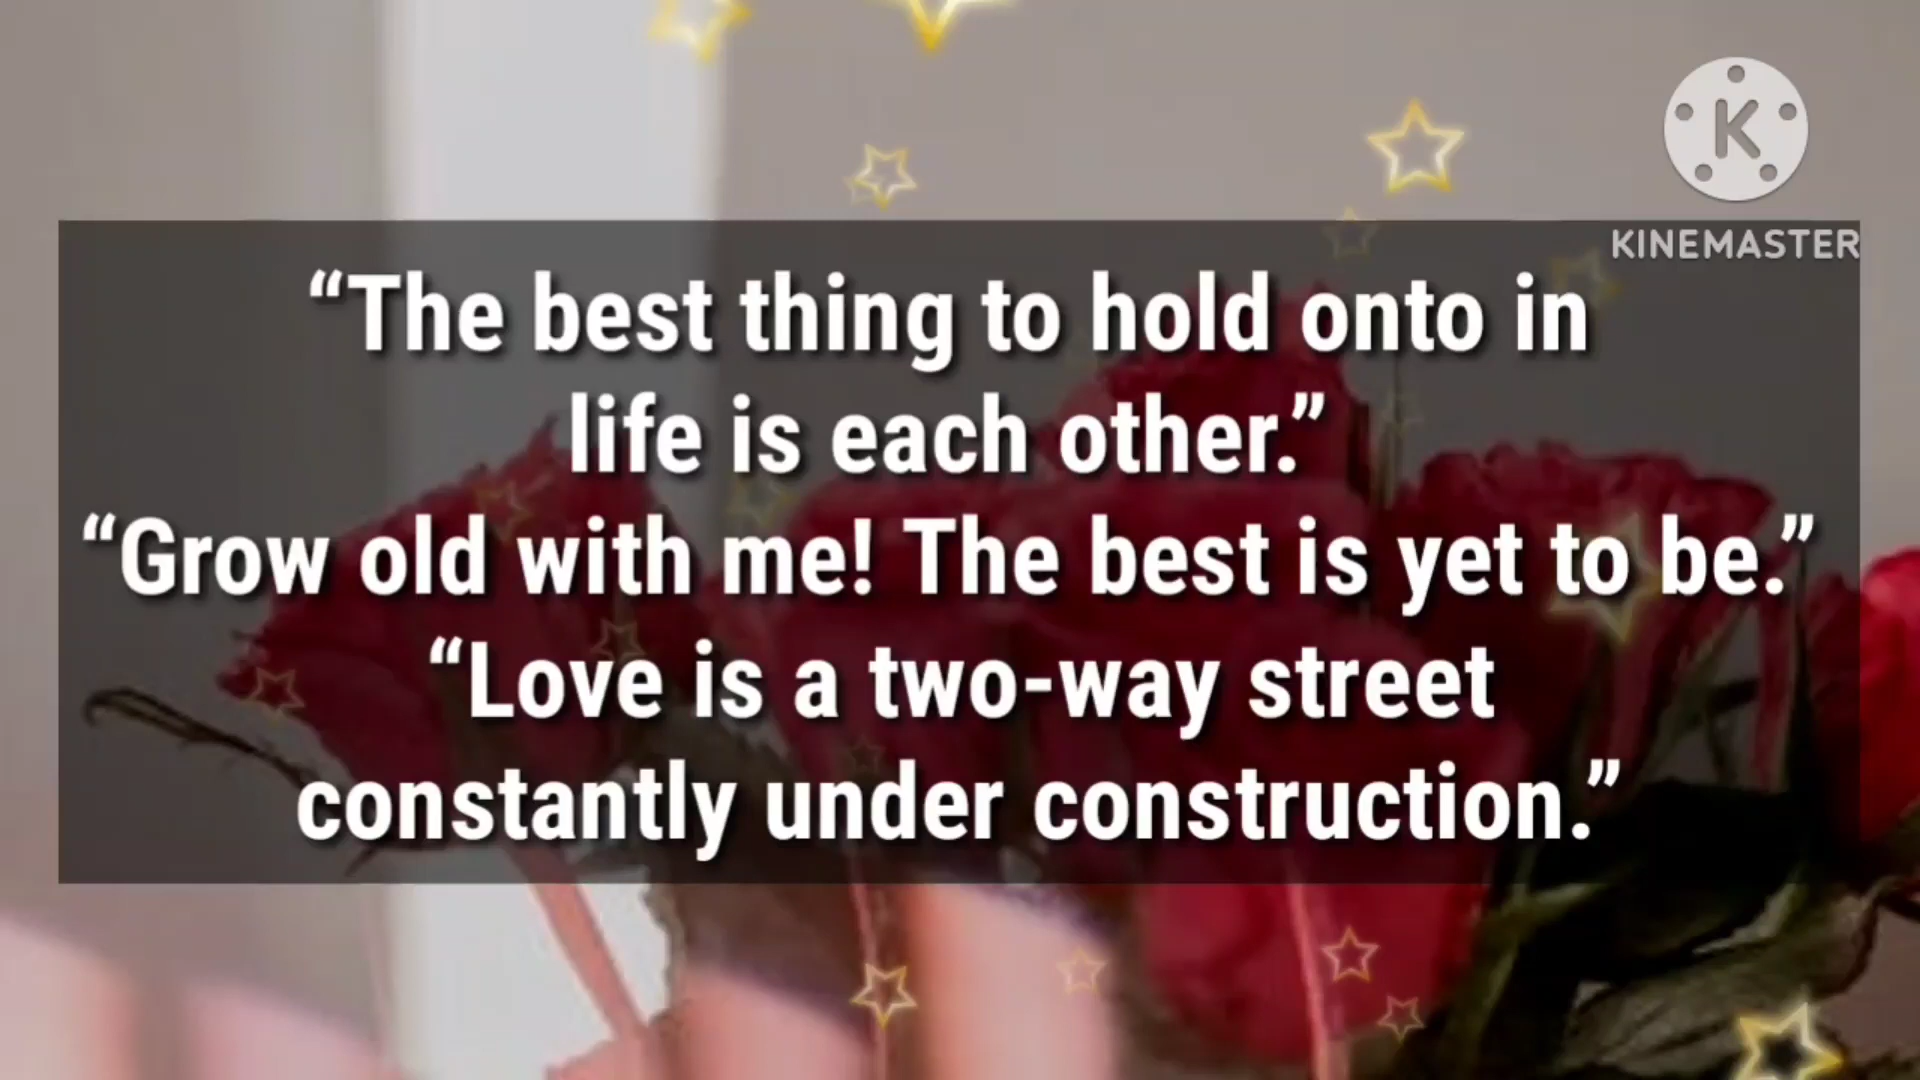 K
KINEMASTER
“The best thing to hold onto in
life is each other.”
“Grow old with me! The best is yet to be.”
“Love is a two-way street
constantly under construction.”